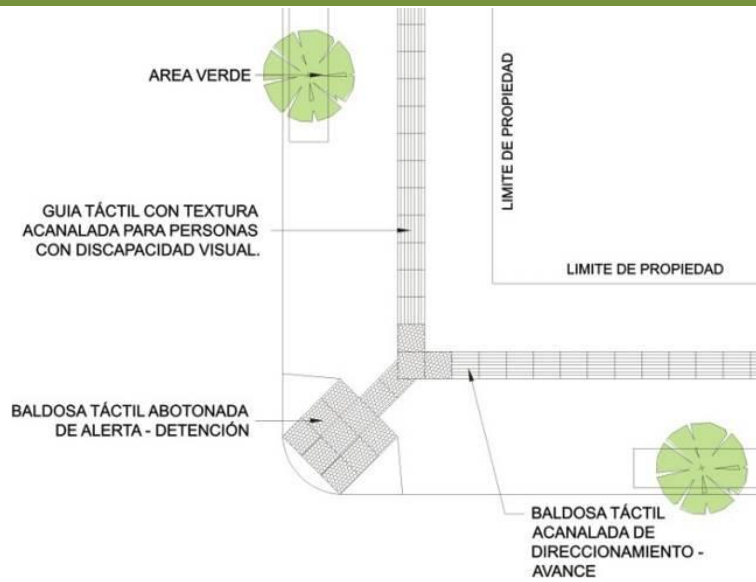 AREA VERDE
LIMITE DE PROPIEDAD
GUIA TÁCTIL CON TEXTURA
ACANALADA PARA PERSONAS
CON DISCAPACIDAD VISUAL.
LIMITE DE PROPIEDAD
BALDOSA TÁCTIL ABOTONADA
DE ALERTA - DETENCIÓN
BALDOSA TÁCTIL
ACANALADA DE
DIRECCIONAMIENTO -
AVANCE